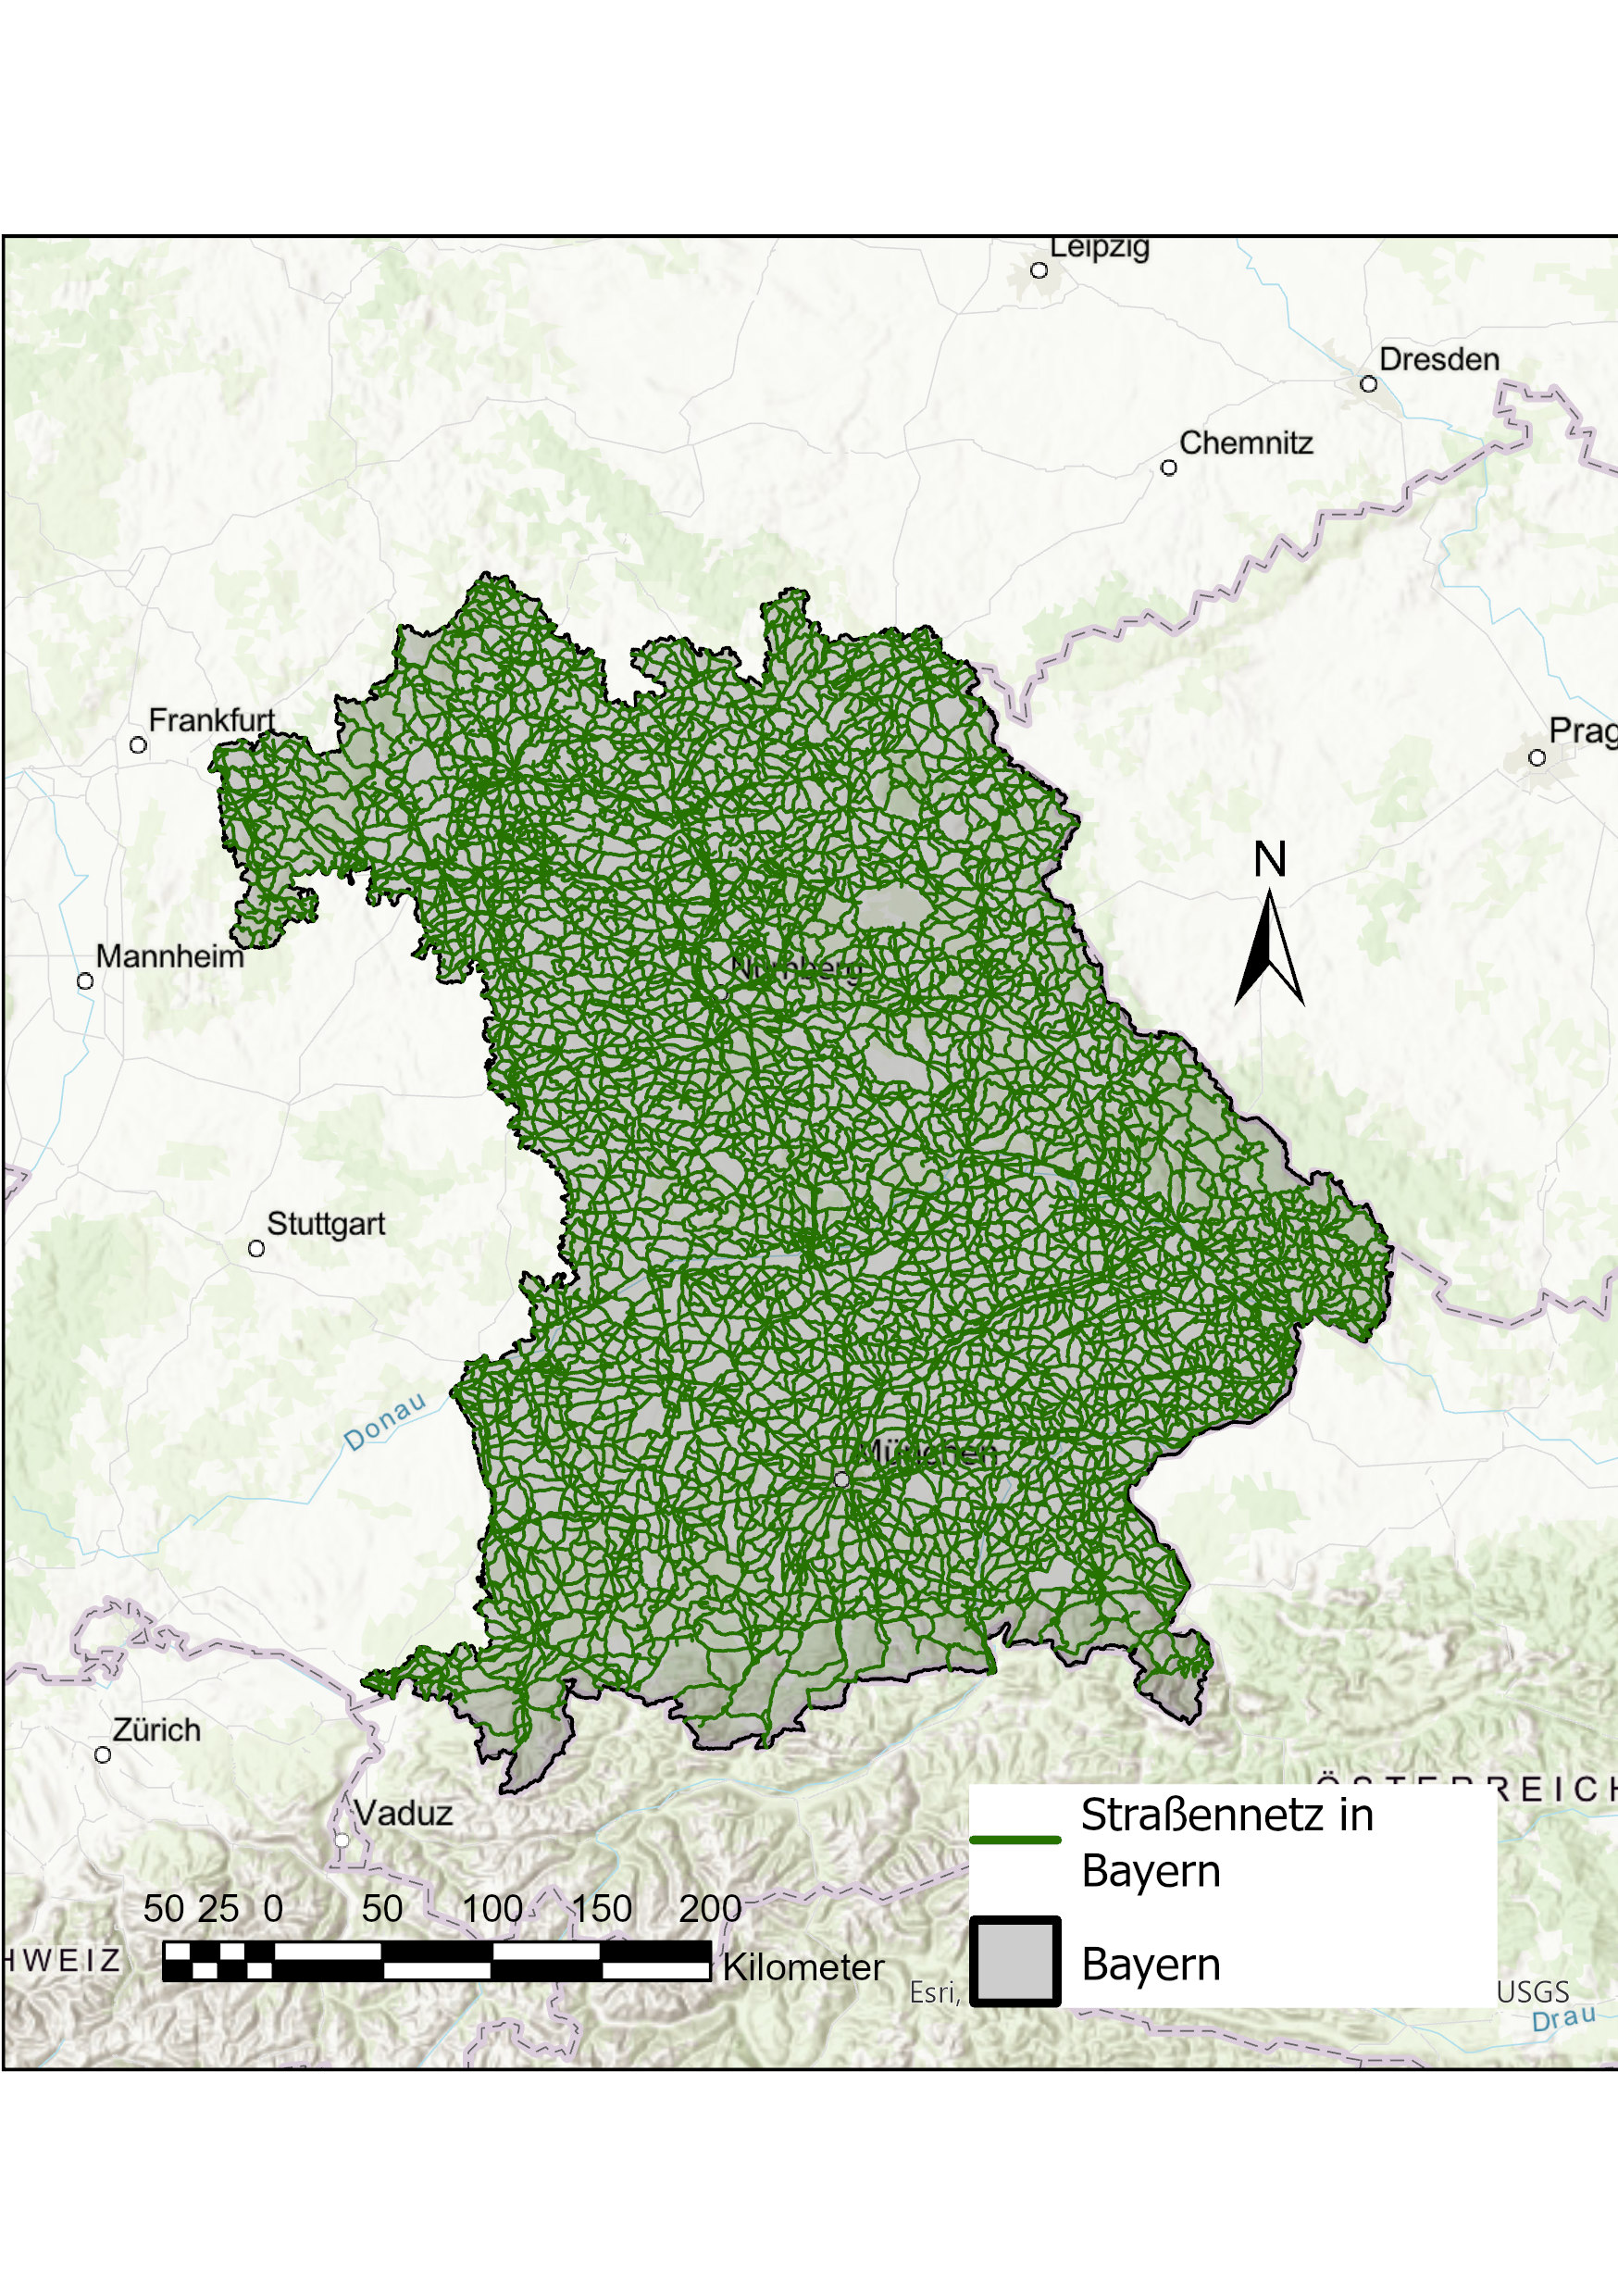 Leipzig
Dresden
Chemnitz
Frankfurt
Prag
N
Mannheim
Nürnberg
Stuttgart
Donau
München
Zürich
ÖSTERREICH
Vaduz
Straßennetz in
Bayern
50 25 0 50 100 150 200
Kilometer
HWEIZ
Bayern
Esri,
USGS
Drau